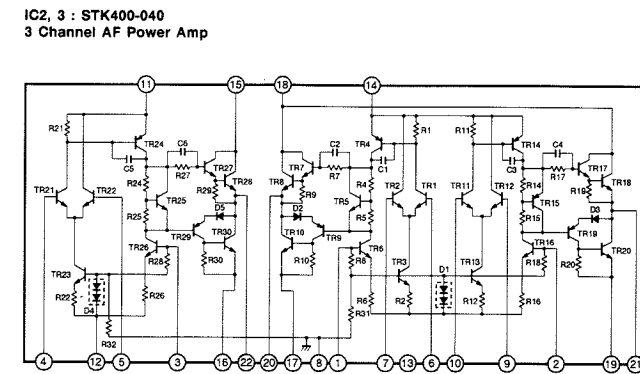 IC2, 3 : STK400-040
3 Channel AF Power Amp
11 15 18 14
R21 TR24 C5 C6 R27 TR27 TR28 R29 R24 TR25 R25 D5 TR29 TR30 R30
TR21 TR22 TR26 R28 TR23 R22 D4 R26 R32
C2 TR7 TR8 R7 R9 TR4 C1 R1 R4 TR5 R5 D2 TR9 TR10 R10
TR2 TR1 TR6 R8 TR3 R2 R6 R31 D1
R11 TR14 C3 C4 R17 TR17 TR18 R19 R14 TR15 R15 D3 TR19 TR20 R20
TR11 TR12 TR16 R18 TR13 R12 R16
4 12 5 3 16 22 20 17 8 1 7 13 6 10 9 2 19 21